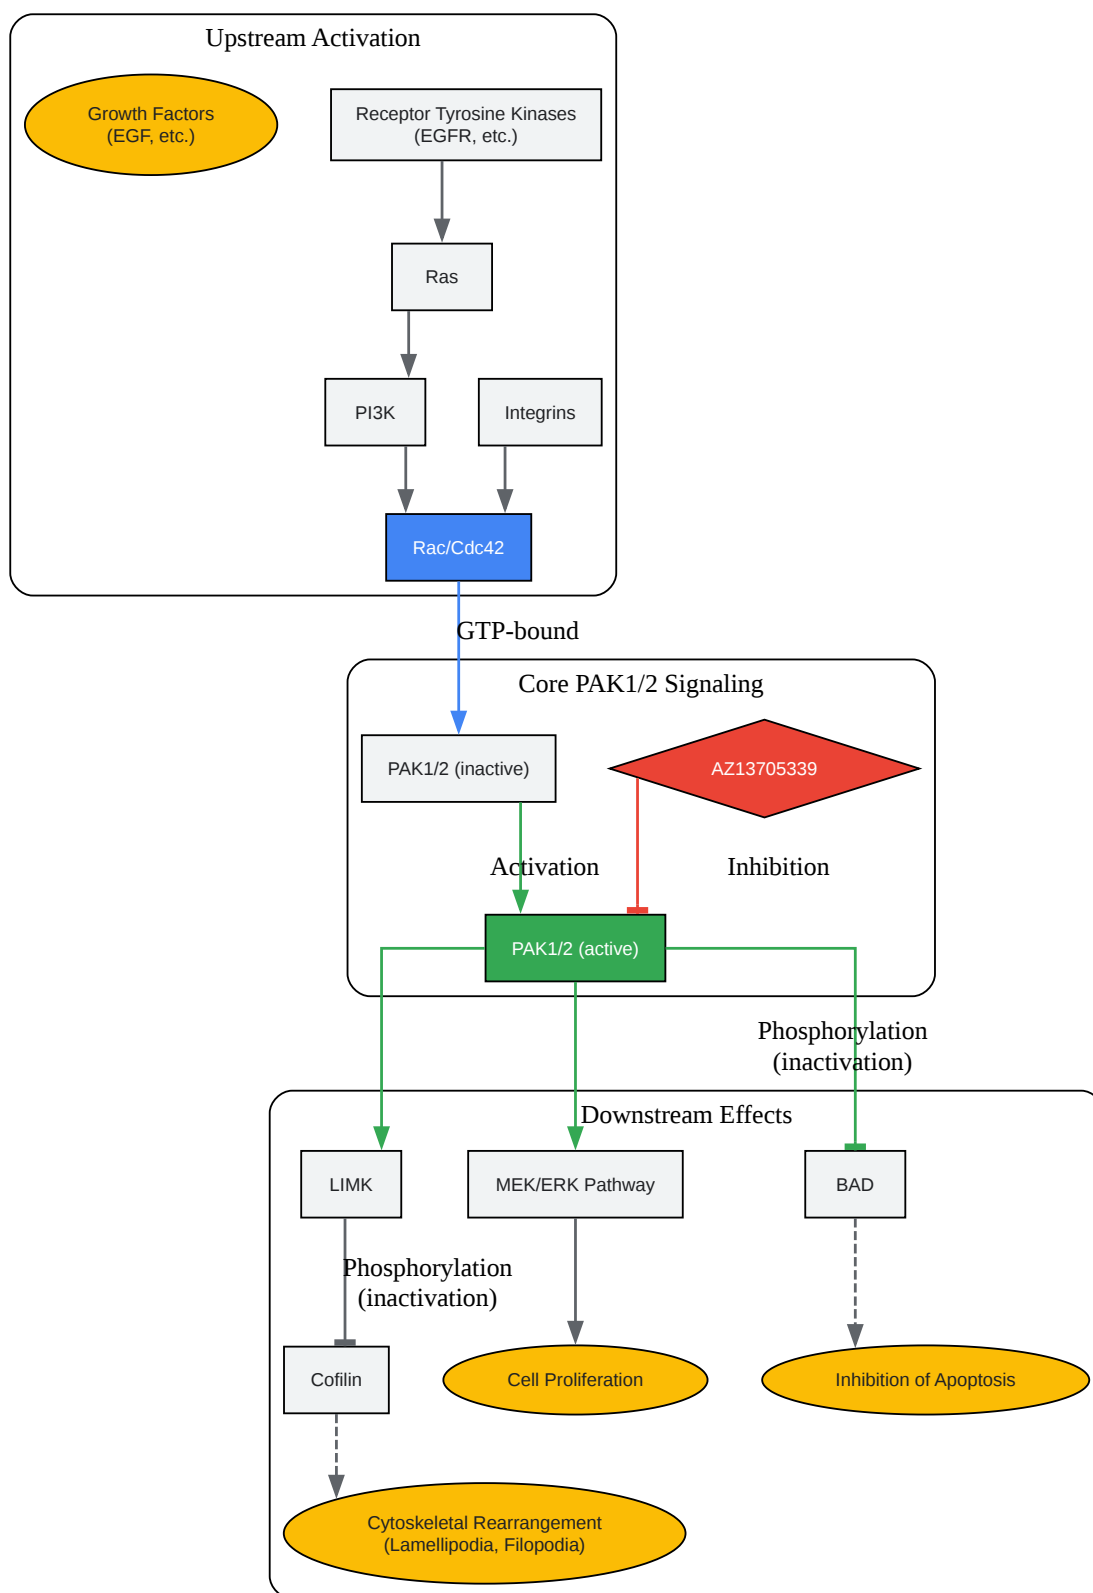 Upstream Activation
Growth Factors
(EGF, etc.)
Receptor Tyrosine Kinases
(EGFR, etc.)
Ras
PI3K
Integrins
Rac/Cdc42
GTP-bound
Core PAK1/2 Signaling
PAK1/2 (inactive)
AZ13705339
Activation
Inhibition
PAK1/2 (active)
Phosphorylation
(inactivation)
Downstream Effects
LIMK
MEK/ERK Pathway
BAD
Phosphorylation
(inactivation)
Cofilin
Cell Proliferation
Inhibition of Apoptosis
Cytoskeletal Rearrangement
(Lamellipodia, Filopodia)